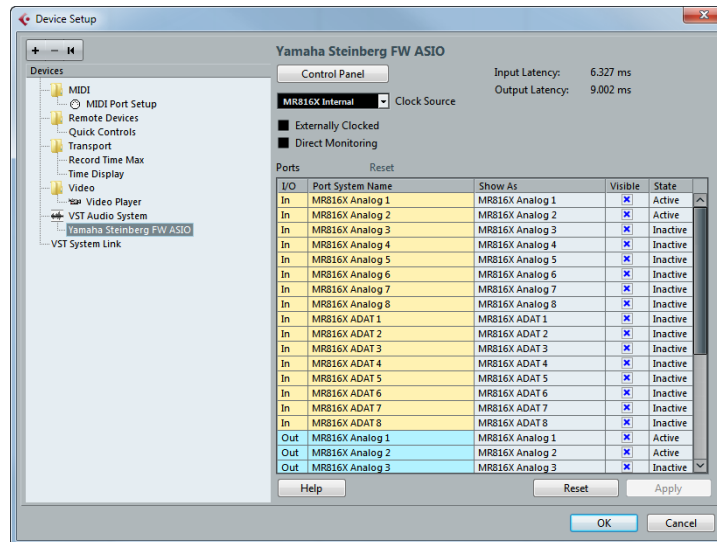 Device Setup
+ − Yamaha Steinberg FW ASIO
Devices
MIDI
MIDI Port Setup
Remote Devices
Quick Controls
Transport
Record Time Max
Time Display
Video
Video Player
VST Audio System
Yamaha Steinberg FW ASIO
VST System Link
Control Panel
Input Latency: 6.327 ms
Output Latency: 9.002 ms
MR816X Internal Clock Source
Externally Clocked
Direct Monitoring
Ports Reset
I/O Port System Name Show As Visible State
In MR816X Analog 1 MR816X Analog 1 Active
In MR816X Analog 2 MR816X Analog 2 Active
In MR816X Analog 3 MR816X Analog 3 Inactive
In MR816X Analog 4 MR816X Analog 4 Inactive
In MR816X Analog 5 MR816X Analog 5 Inactive
In MR816X Analog 6 MR816X Analog 6 Inactive
In MR816X Analog 7 MR816X Analog 7 Inactive
In MR816X Analog 8 MR816X Analog 8 Inactive
In MR816X ADAT 1 MR816X ADAT 1 Inactive
In MR816X ADAT 2 MR816X ADAT 2 Inactive
In MR816X ADAT 3 MR816X ADAT 3 Inactive
In MR816X ADAT 4 MR816X ADAT 4 Inactive
In MR816X ADAT 5 MR816X ADAT 5 Inactive
In MR816X ADAT 6 MR816X ADAT 6 Inactive
In MR816X ADAT 7 MR816X ADAT 7 Inactive
In MR816X ADAT 8 MR816X ADAT 8 Inactive
Out MR816X Analog 1 MR816X Analog 1 Active
Out MR816X Analog 2 MR816X Analog 2 Active
Out MR816X Analog 3 MR816X Analog 3 Inactive
Help Reset Apply
OK Cancel